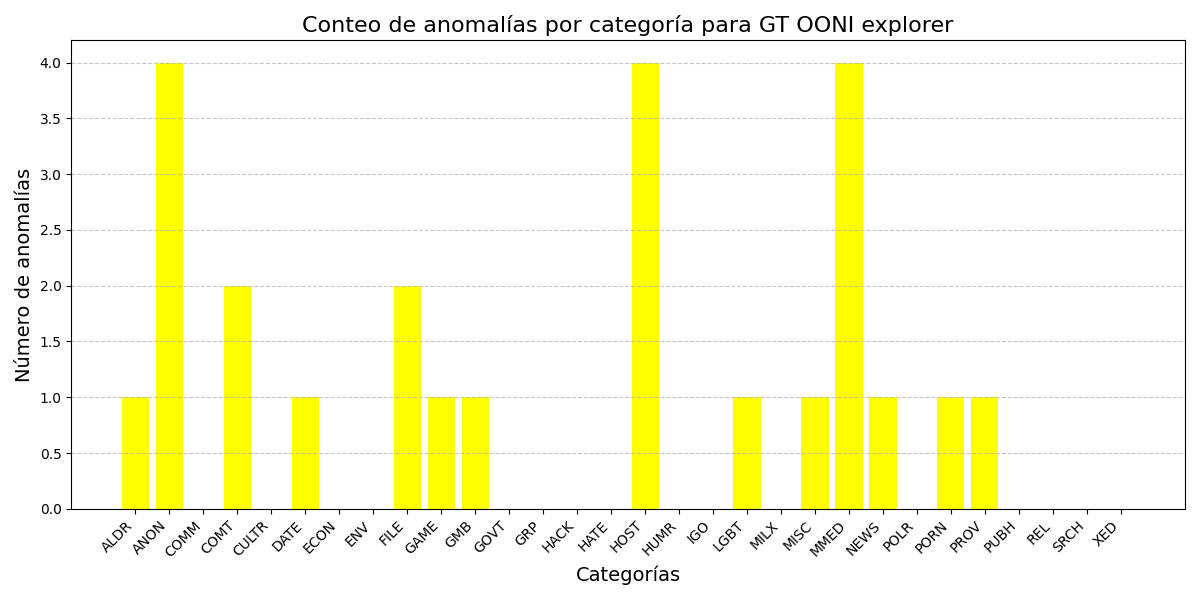 Conteo de anomalías por categoría para GT OONI explorer
Número de anomalías
4.0
3.5
3.0
2.5
2.0
1.5
1.0
0.5
0.0
ALDR
ANON
COMM
COMT
CULTR
DATE
ECON
ENV
FILE
GAME
GMB
GOVT
GRP
HACK
HATE
HOST
HUMR
IGO
LGBT
MILX
MISC
MMED
NEWS
POLR
PORN
PROV
PUBH
REL
SRCH
XED
Categorías